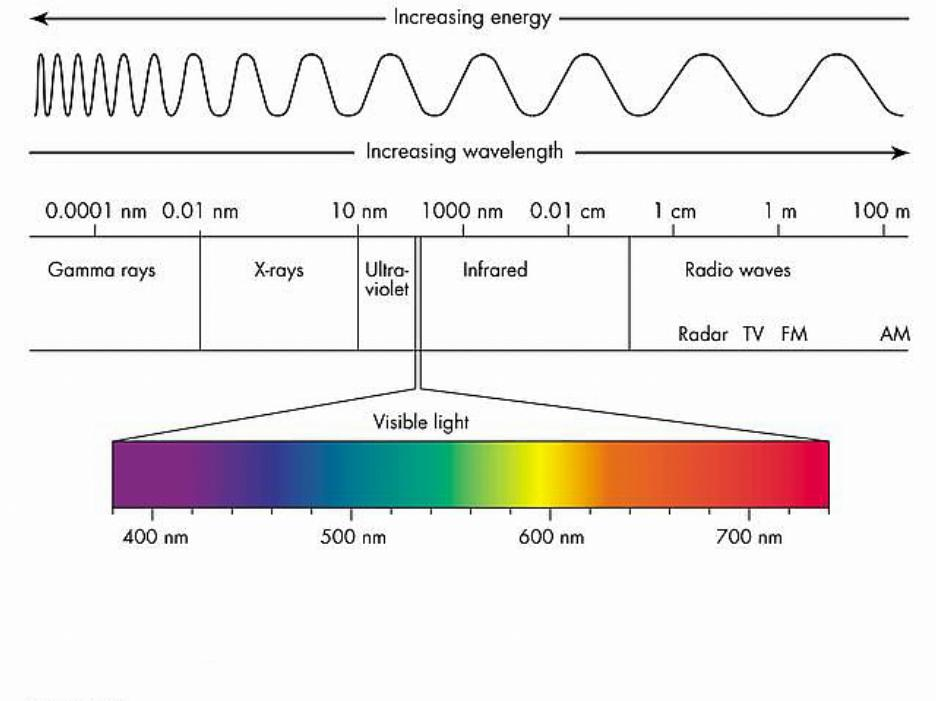 Increasing energy
Increasing wavelength
0.0001 nm 0.01 nm 10 nm 1000 nm 0.01 cm 1 cm 1 m 100 m
Gamma rays X-rays Ultra-violet Infrared Radio waves
Radar TV FM AM
Visible light
400 nm 500 nm 600 nm 700 nm